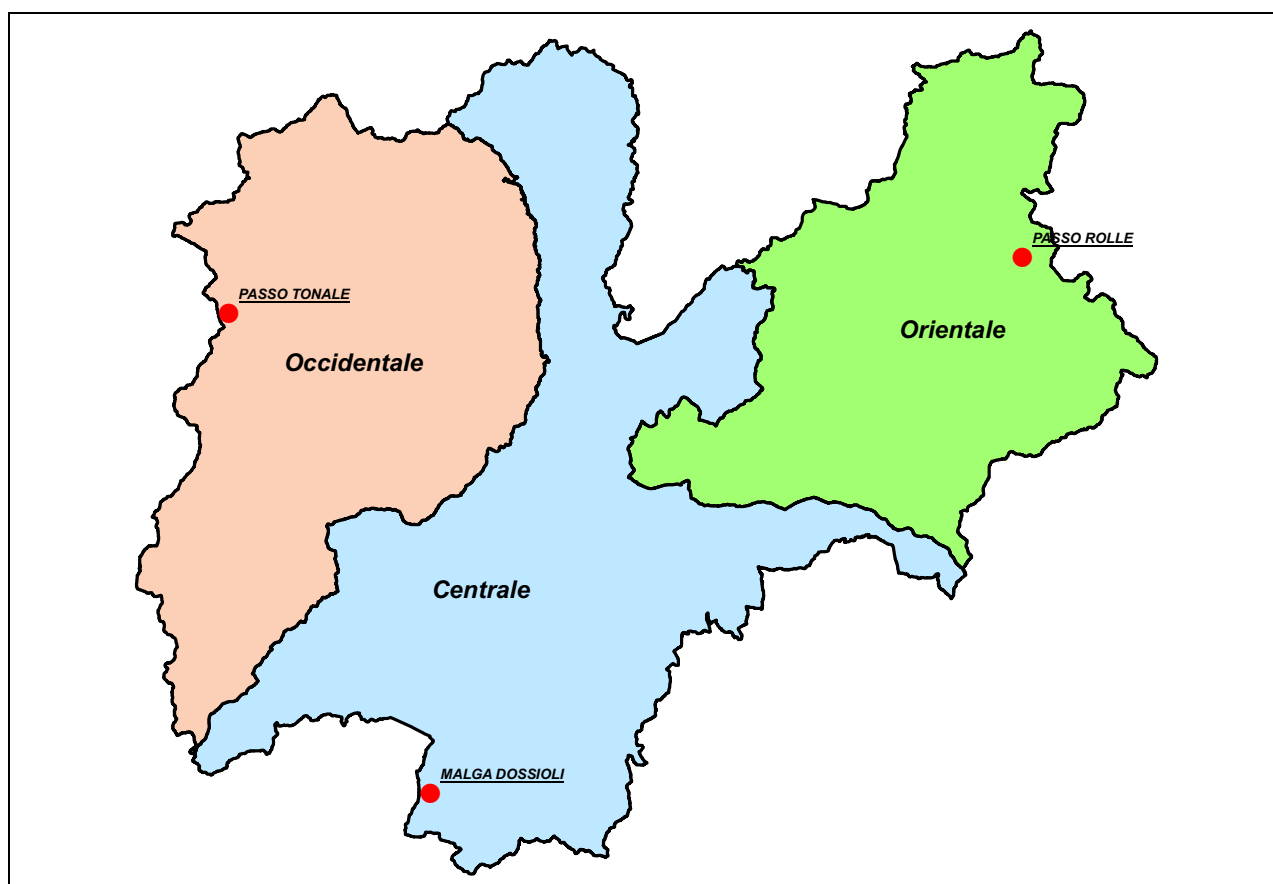 PASSO ROLLE
PASSO TONALE
Orientale
Occidentale
Centrale
MALGA DOSSIOLI